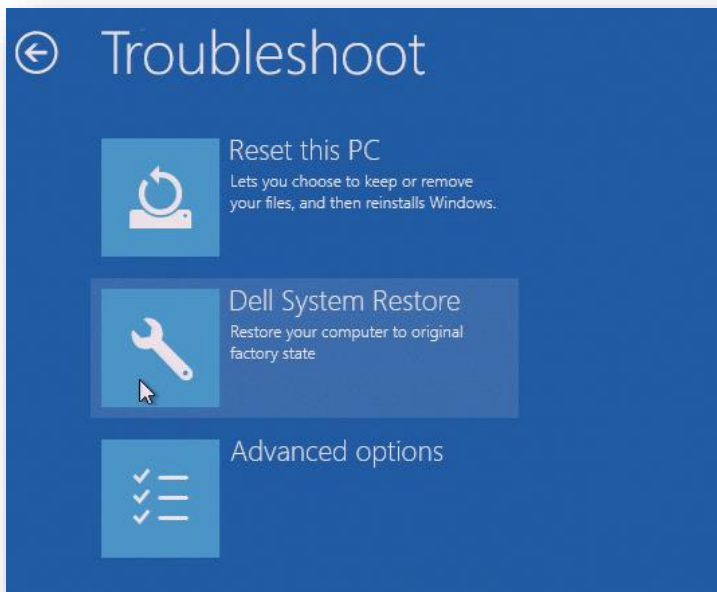 Troubleshoot
Reset this PC
Lets you choose to keep or remove
your files, and then reinstalls Windows.
Dell System Restore
Restore your computer to original
factory state
Advanced options